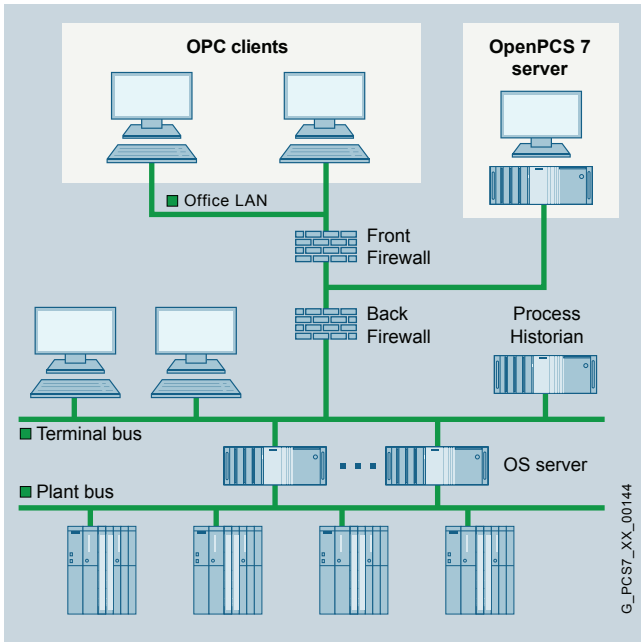 OPC clients
OpenPCS 7
server
Office LAN
Front
Firewall
Back
Firewall
Process
Historian
Terminal bus
OS server
Plant bus
G_PCS7_XX_00144